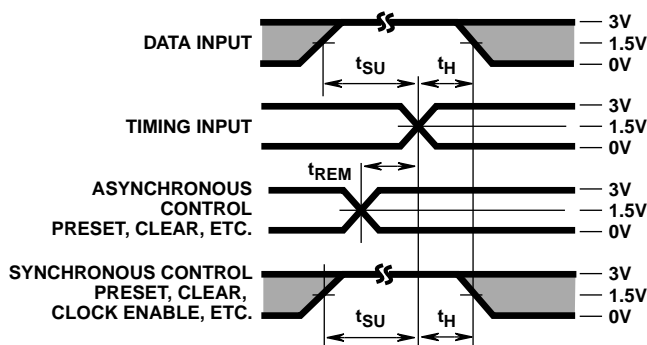 DATA INPUT
3V
1.5V
0V
tSU
tH
TIMING INPUT
3V
1.5V
0V
tREM
ASYNCHRONOUS
CONTROL
PRESET, CLEAR, ETC.
3V
1.5V
0V
SYNCHRONOUS CONTROL
PRESET, CLEAR,
CLOCK ENABLE, ETC.
3V
1.5V
0V
tSU
tH